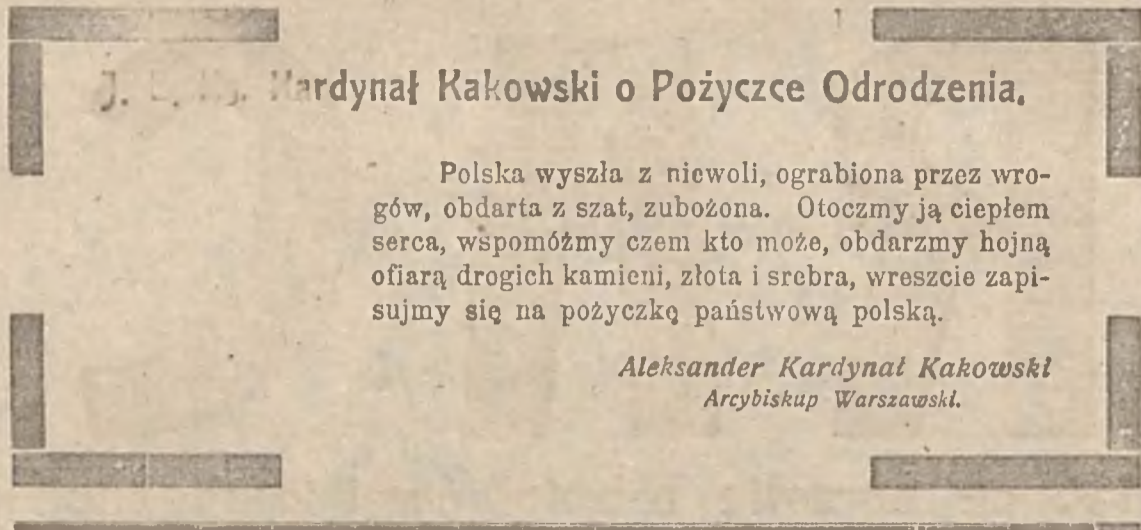 J. E. Ks. Kardynał Kakowski o Pożyczce Odrodzenia.
Polska wyszła z niewoli, ograbiona przez wro-
gów, obdarta z szat, zubożona. Otoczmy ją ciepłem
serca, wspomóżmy czem kto może, obdarzmy hojną
ofiarą drogich kamieni, złota i srebra, wreszcie zapi-
sujmy się na pożyczkę państwową polską.
Aleksander Kardynał Kakowski
Arcybiskup Warszawski.